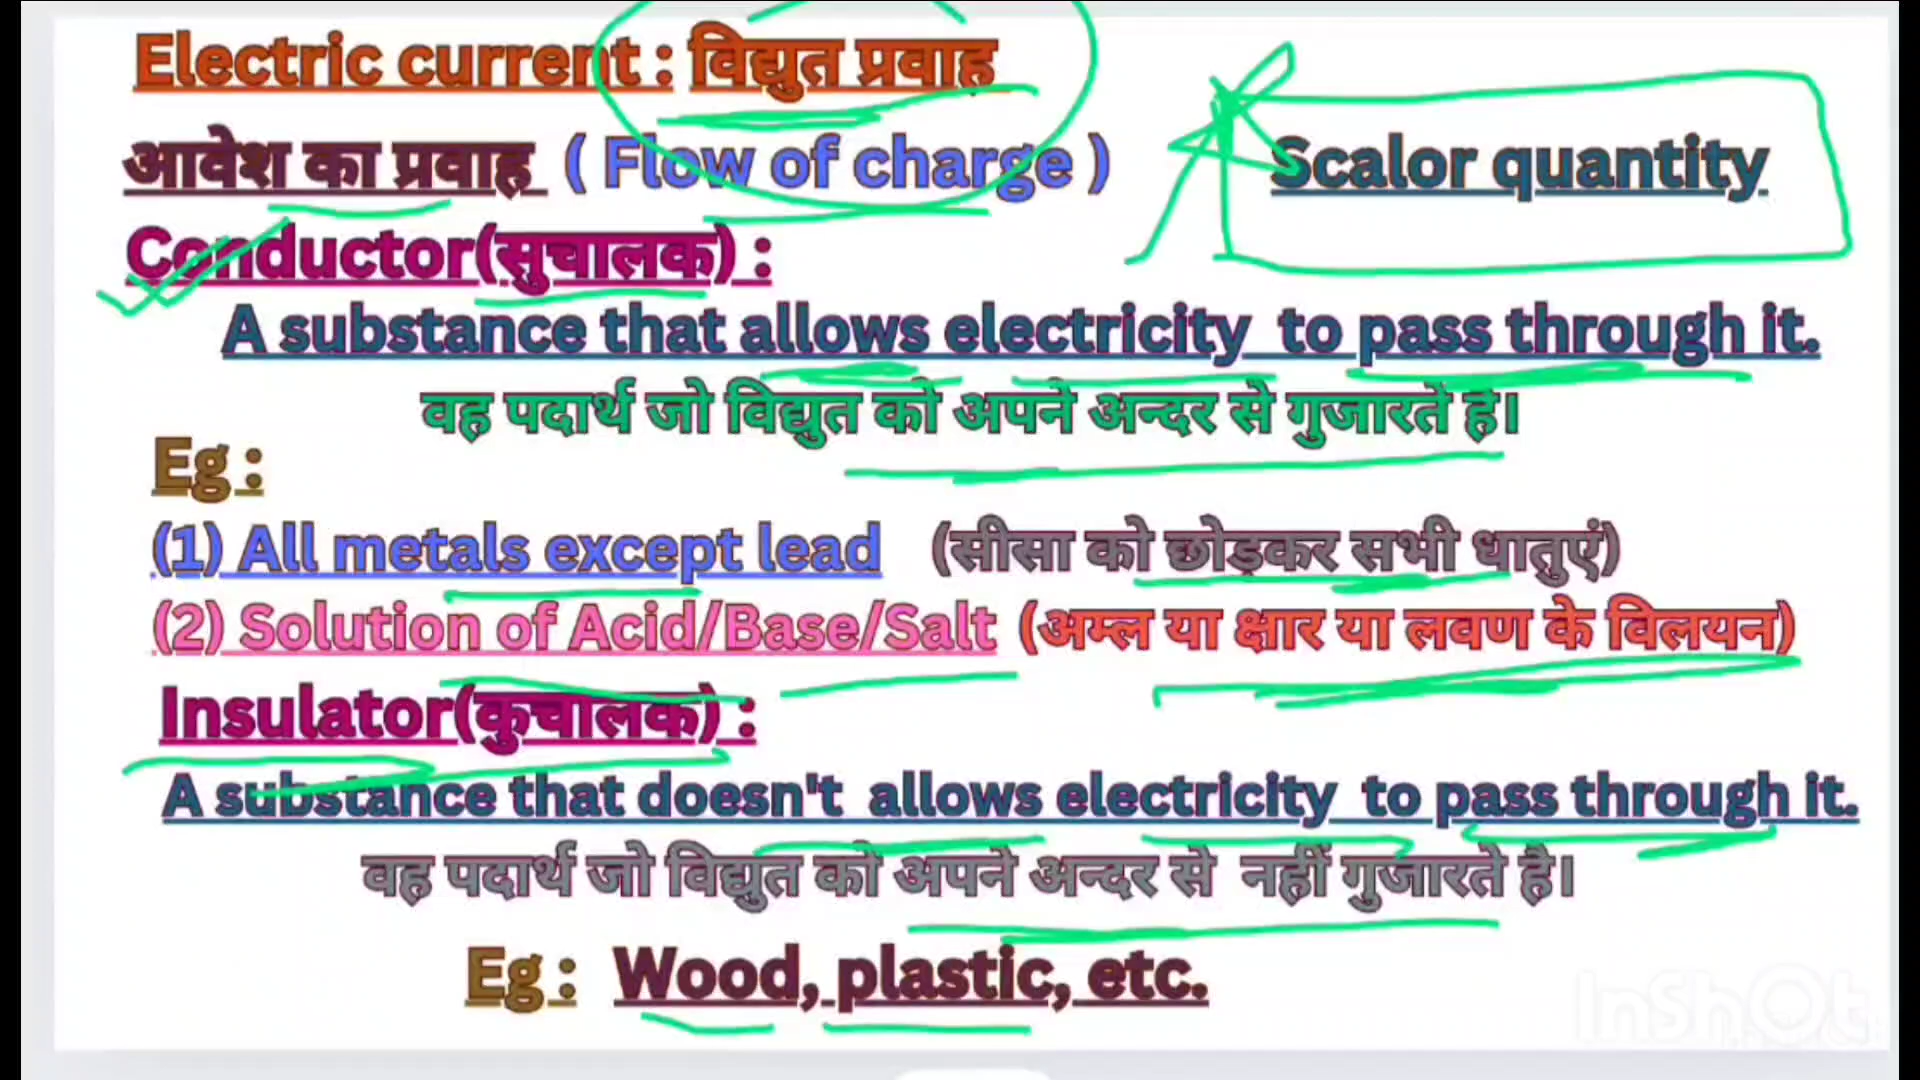 Electric current : विद्युत प्रवाह
आवेश का प्रवाह ( Flow of charge )
Scalor quantity
Conductor(सुचालक) :
A substance that allows electricity to pass through it.
वह पदार्थ जो विद्युत को अपने अन्दर से गुजारते है।
Eg :
(1) All metals except lead (सीसा को छोड़कर सभी धातुएं)
(2) Solution of Acid/Base/Salt (अम्ल या क्षार या लवण के विलयन)
Insulator(कुचालक) :
A substance that doesn't allows electricity to pass through it.
वह पदार्थ जो विद्युत को अपने अन्दर से नहीं गुजारते है।
Eg : Wood, plastic, etc.
InShOt